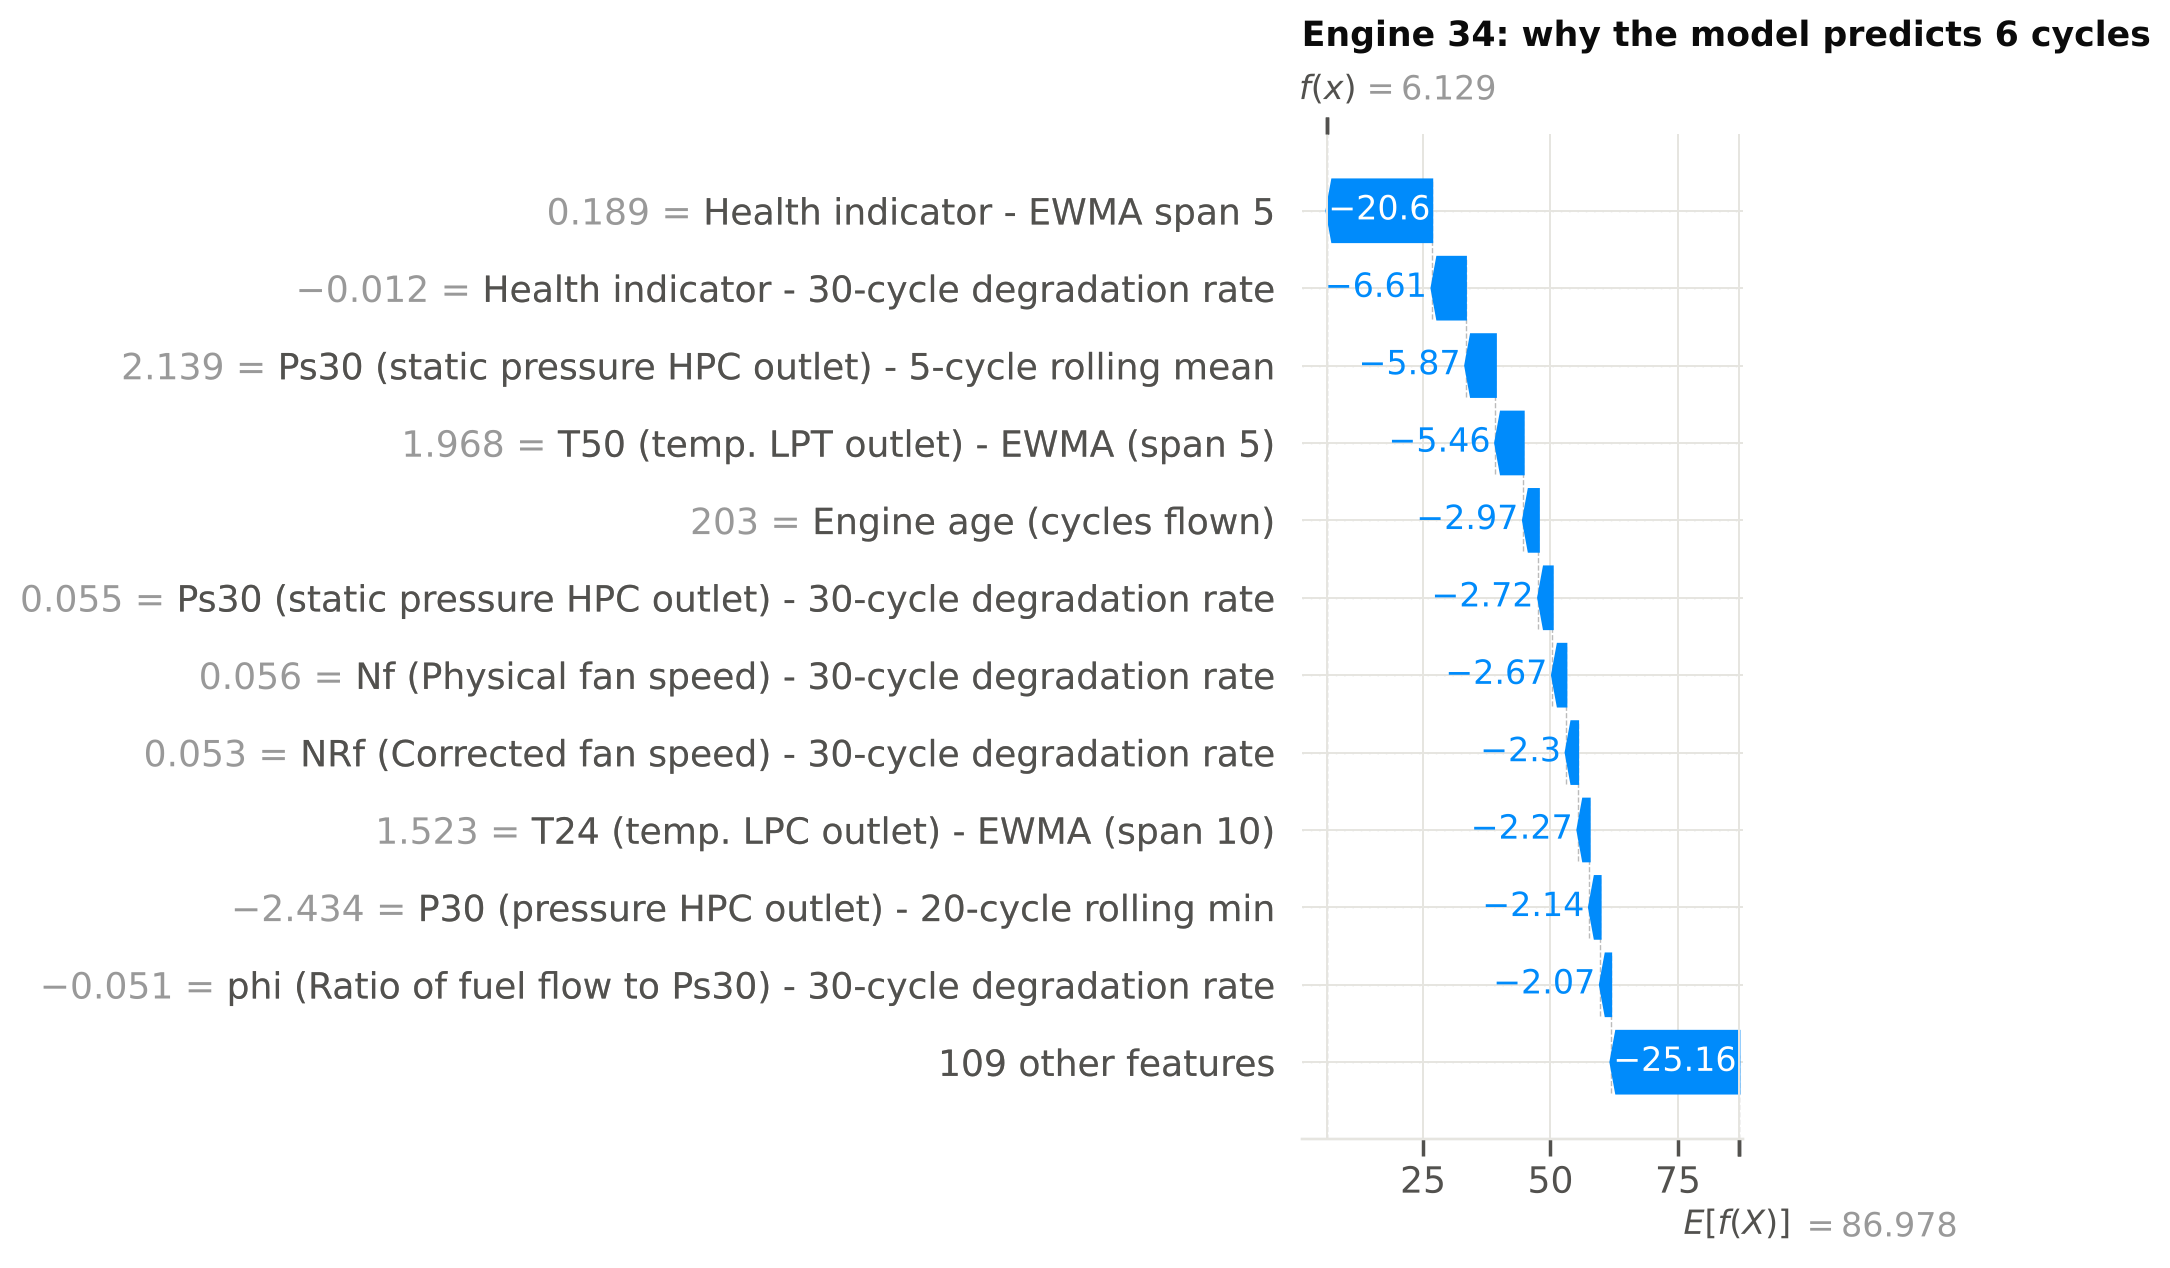 Engine 34: why the model predicts 6 cycles
f(x) = 6.129
0.189 = Health indicator - EWMA span 5
−20.6
−0.012 = Health indicator - 30-cycle degradation rate
−6.61
2.139 = Ps30 (static pressure HPC outlet) - 5-cycle rolling mean
−5.87
1.968 = T50 (temp. LPT outlet) - EWMA (span 5)
−5.46
203 = Engine age (cycles flown)
−2.97
0.055 = Ps30 (static pressure HPC outlet) - 30-cycle degradation rate
−2.72
0.056 = Nf (Physical fan speed) - 30-cycle degradation rate
−2.67
0.053 = NRf (Corrected fan speed) - 30-cycle degradation rate
−2.3
1.523 = T24 (temp. LPC outlet) - EWMA (span 10)
−2.27
−2.434 = P30 (pressure HPC outlet) - 20-cycle rolling min
−2.14
−0.051 = phi (Ratio of fuel flow to Ps30) - 30-cycle degradation rate
−2.07
109 other features
−25.16
25 50 75
E[f(X)] = 86.978